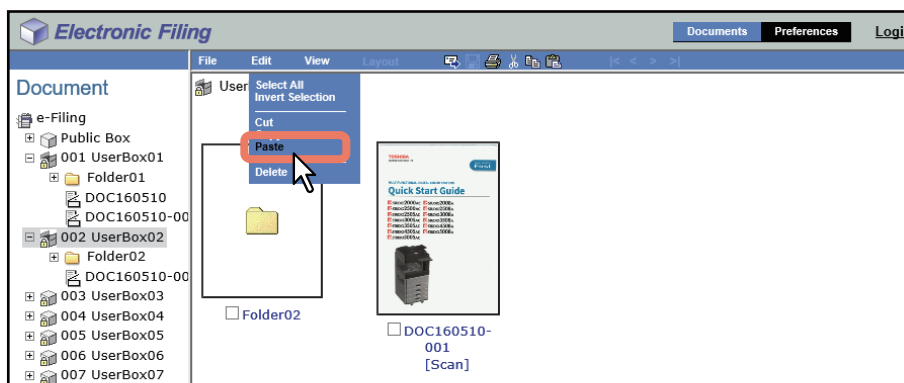 Electronic Filing
Documents Preferences Logi
File Edit View Layout |< < > >|
Document
e-Filing
Public Box
001 UserBox01
Folder01
DOC160510
DOC160510-00
002 UserBox02
Folder02
DOC160510-00
003 UserBox03
004 UserBox04
005 UserBox05
006 UserBox06
007 UserBox07
User
Select All
Invert Selection
Cut
Paste
Delete
Folder02
TOSHIBA
Quick Start Guide
DOC160510-
001
[Scan]